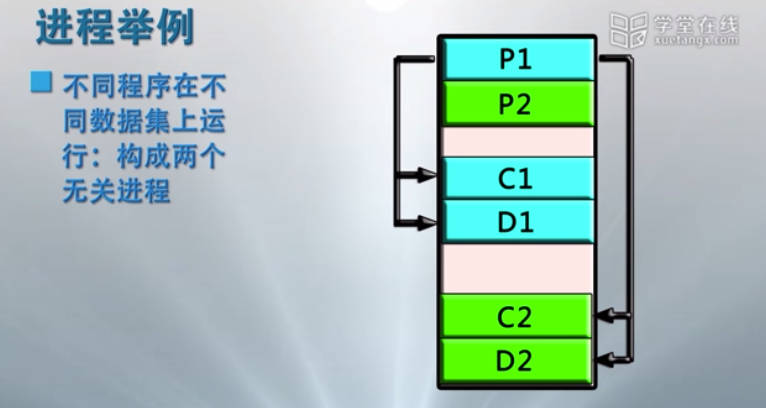 进程举例
学堂在线
xuetangx.com
不同程序在不
同数据集上运
行：构成两个
无关进程
P1
P2
C1
D1
C2
D2